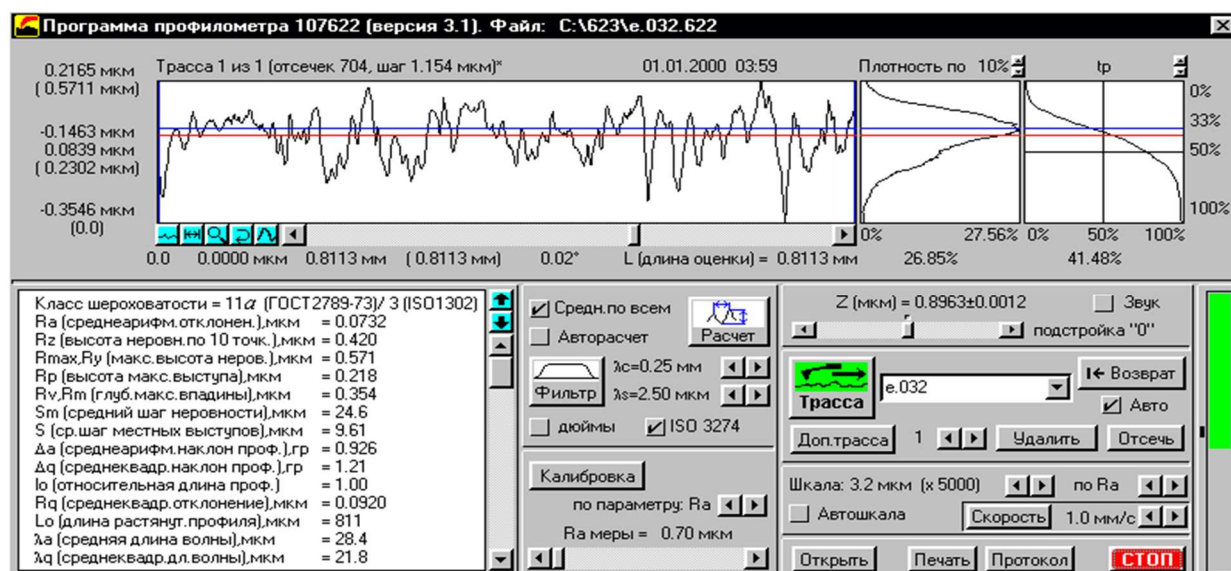 Программа профилометра 107622 (версия 3.1). Файл: C:\623\e.032.622
0.2165 мкм
( 0.5711 мкм)
-0.1463 мкм
0.0839 мкм
( 0.2302 мкм)
-0.3546 мкм
(0.0)
Трасса 1 из 1 (отсечек 704, шаг 1.154 мкм)* 01.01.2000 03:59
Плотность по 10% tp
0%
33%
50%
100%
0% 27.56% 0% 50% 100%
0.0 0.0000 мкм 0.8113 мм ( 0.8113 мм) 0.02° L (длина оценки) = 0.8113 мм 26.85% 41.48%
Класс шероховатости = 11a (ГОСТ2789-73)/ 3 (ISO1302)
Ra (среднеарифм.отклонен.),мкм = 0.0732
Rz (высота неровн.по 10 точк.),мкм = 0.420
Rmax,Ry (макс.высота неров.),мкм = 0.571
Rp (высота макс.выступа),мкм = 0.218
Rv,Rm (глуб.макс.впадины),мкм = 0.354
Sm (средний шаг неровности),мкм = 24.6
S (ср.шаг местных выступов),мкм = 9.61
Δa (среднеарифм.наклон проф.),гр = 0.926
Δq (среднеквадр.наклон проф.),гр = 1.21
lo (относительная длина проф.) = 1.00
Rq (среднеквадр.отклонение),мкм = 0.0920
Lo (длина растянут.профиля),мкм = 811
λa (средняя длина волны),мкм = 28.4
λq (среднеквадр.дл.волны),мкм = 21.8
Средн.по всем
Авторасчет
Расчет
Фильтр
λc=0.25 мм
λs=2.50 мкм
дюймы ISO 3274
Калибровка
по параметру: Ra
Ra меры = 0.70 мкм
Z (мкм) = 0.8963±0.0012 Звук
подстройка "0"
Трасса
e.032
Возврат
Авто
Доп.трасса 1 Удалить Отсечь
Шкала: 3.2 мкм (x 5000) по Ra
Автошкала Скорость 1.0 мм/с
Открыть Печать Протокол СТОП